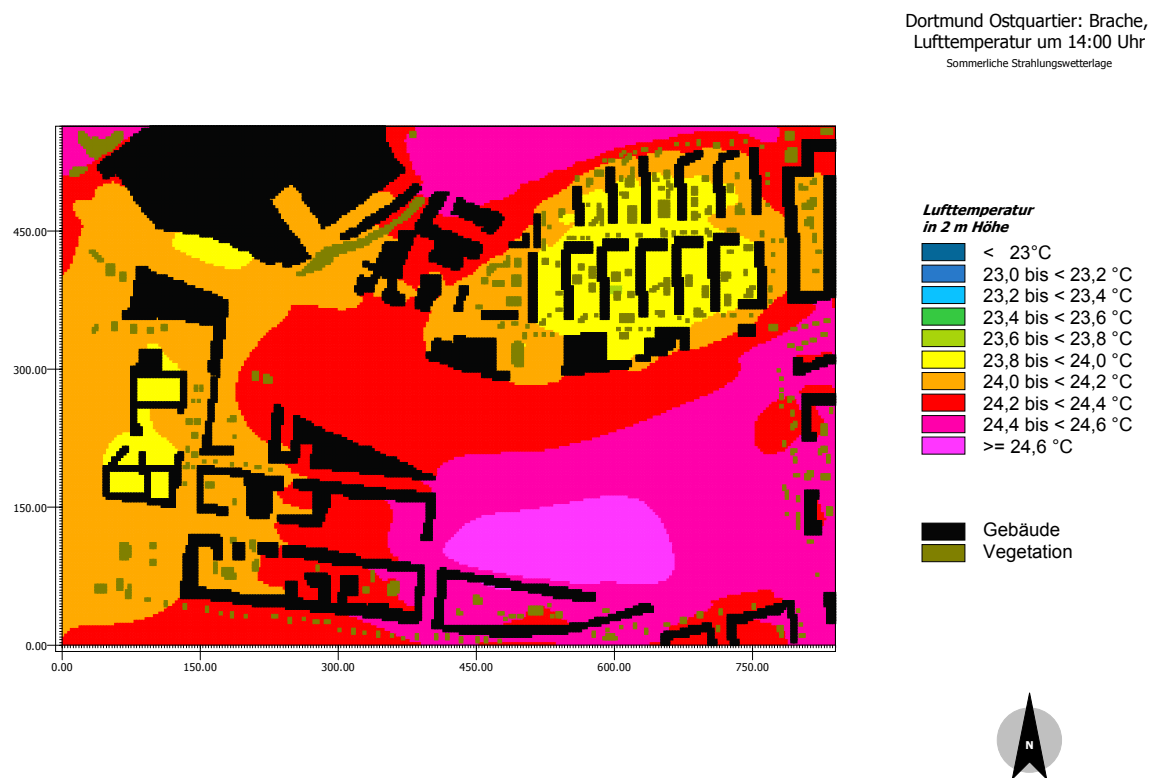 Dortmund Ostquartier: Brache,
Lufttemperatur um 14:00 Uhr
Sommerliche Strahlungswetterlage
450.00
300.00
150.00
0.00
0.00 150.00 300.00 450.00 600.00 750.00
Lufttemperatur
in 2 m Höhe
< 23°C
23,0 bis < 23,2 °C
23,2 bis < 23,4 °C
23,4 bis < 23,6 °C
23,6 bis < 23,8 °C
23,8 bis < 24,0 °C
24,0 bis < 24,2 °C
24,2 bis < 24,4 °C
24,4 bis < 24,6 °C
>= 24,6 °C
Gebäude
Vegetation
N